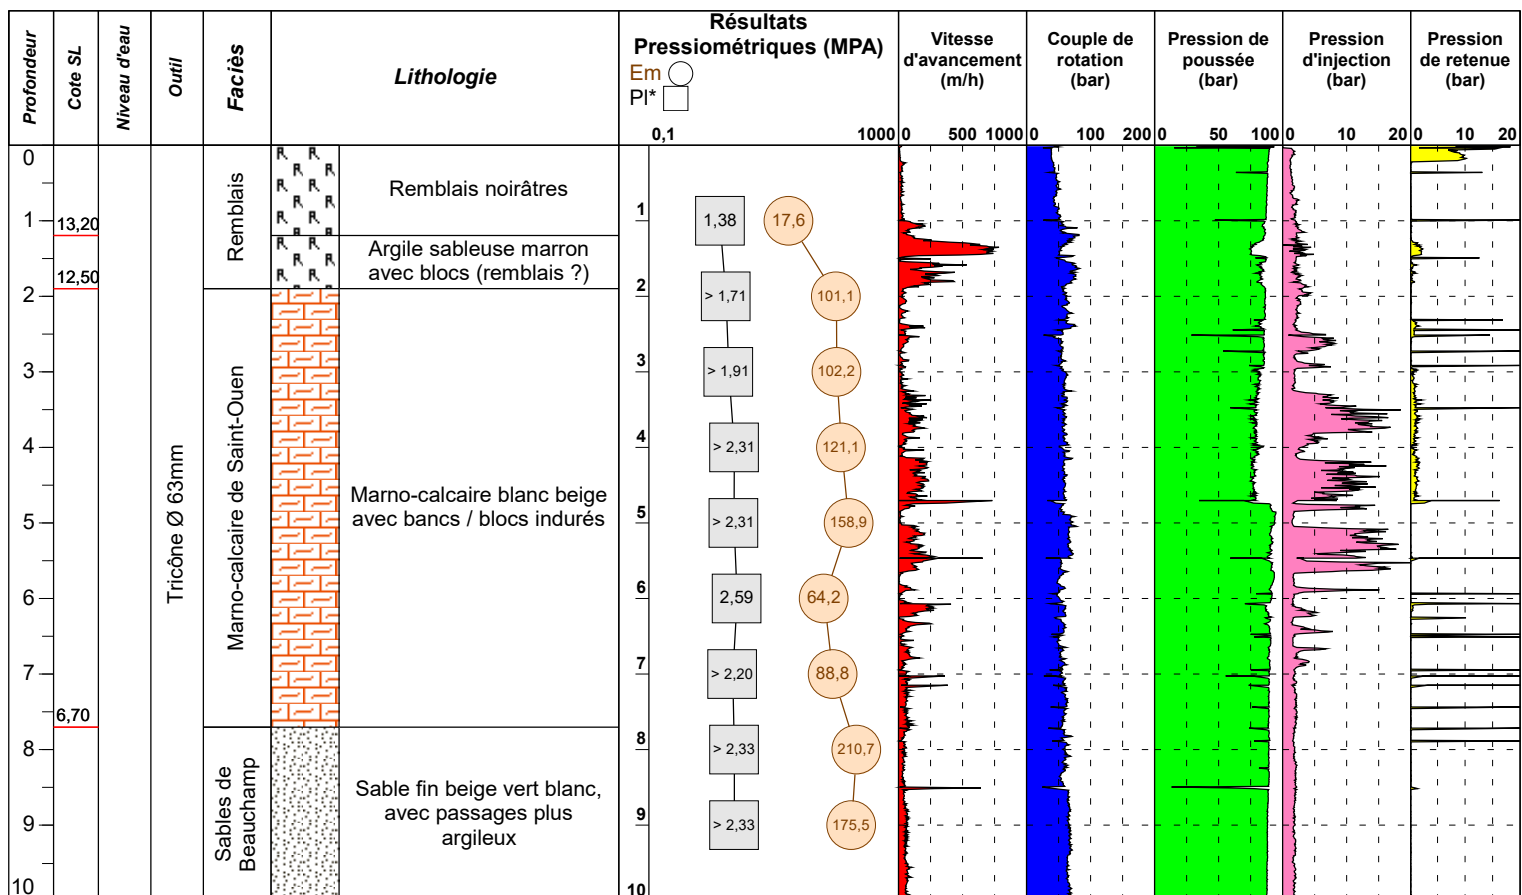 Profondeur
Cote SL
Niveau d'eau
Outil
Faciès
Lithologie
Résultats
Pressiométriques (MPA)
Em
Pl*
0,1
1000
Vitesse
d'avancement
(m/h)
0 500 1000
Couple de
rotation
(bar)
0 100 200
Pression de
poussée
(bar)
0 50 100
Pression
d'injection
(bar)
0 10 20
Pression
de retenue
(bar)
0 10 20
0
1
2
3
4
5
6
7
8
9
10
13,20
12,50
6,70
Tricône Ø 63mm
Remblais
Marno-calcaire de Saint-Ouen
Sables de
Beauchamp
R R
R R
R R
R R
R R
R R
R R
R R
R R
R R
Remblais noirâtres
Argile sableuse marron
avec blocs (remblais ?)
Marno-calcaire blanc beige
avec bancs / blocs indurés
Sable fin beige vert blanc,
avec passages plus
argileux
1
1,38
17,6
2
> 1,71
101,1
3
> 1,91
102,2
4
> 2,31
121,1
5
> 2,31
158,9
6
2,59
64,2
7
> 2,20
88,8
8
> 2,33
210,7
9
> 2,33
175,5
10